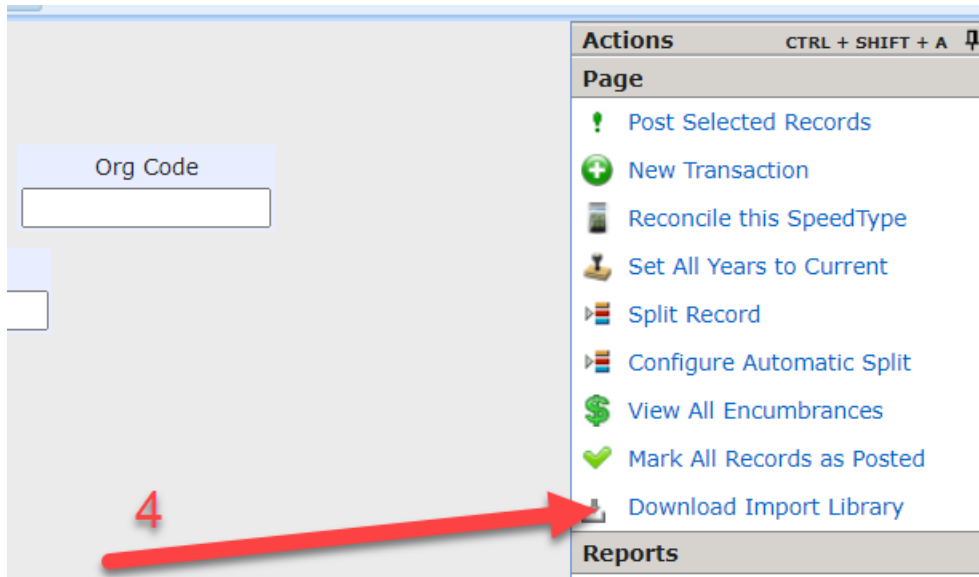 Actions CTRL + SHIFT + A
Page
Post Selected Records
Org Code
New Transaction
Reconcile this SpeedType
Set All Years to Current
Split Record
Configure Automatic Split
View All Encumbrances
Mark All Records as Posted
4
Download Import Library
Reports